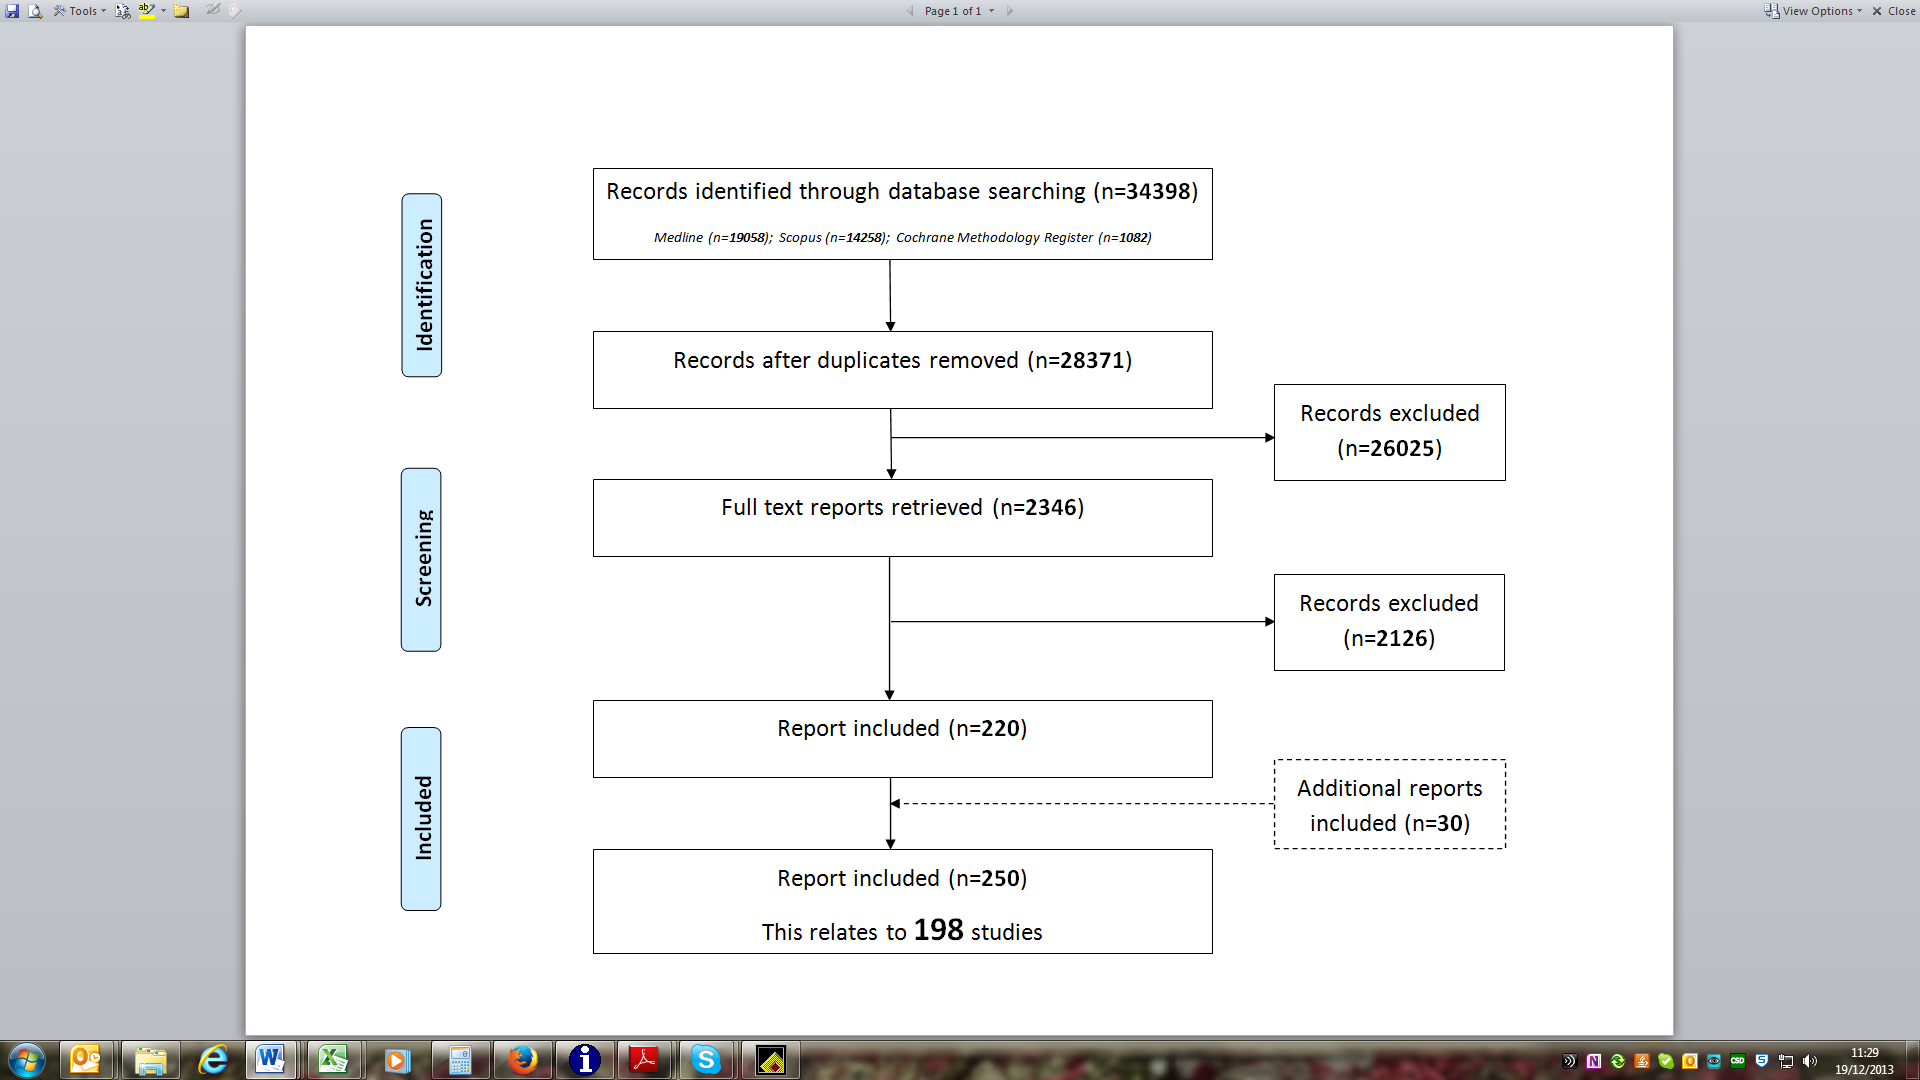 Tools
Page 1 of 1
View Options
Close
Identification
Records identified through database searching (n=34398)
Medline (n=19058); Scopus (n=14258); Cochrane Methodology Register (n=1082)
Records after duplicates removed (n=28371)
Records excluded
(n=26025)
Screening
Full text reports retrieved (n=2346)
Records excluded
(n=2126)
Included
Report included (n=220)
Additional reports
included (n=30)
Report included (n=250)
This relates to 198 studies
11:29
19/12/2013